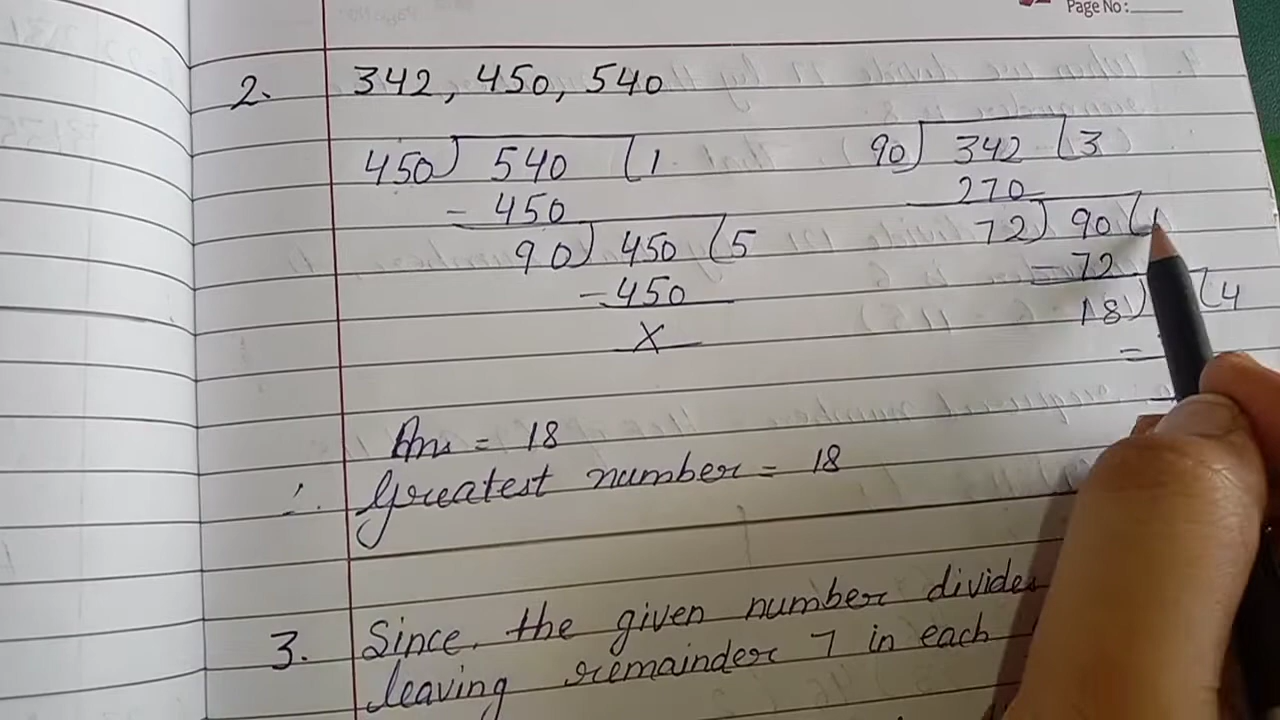 Page No:
2. 342, 450, 540
450) 540 (1
- 450
90) 450 (5
- 450
X
90) 342 (3
270
72) 90 (1
- 72
18) (4
-
Ans = 18
∴ Greatest number = 18
3. Since, the given number divides
leaving remainder 7 in each